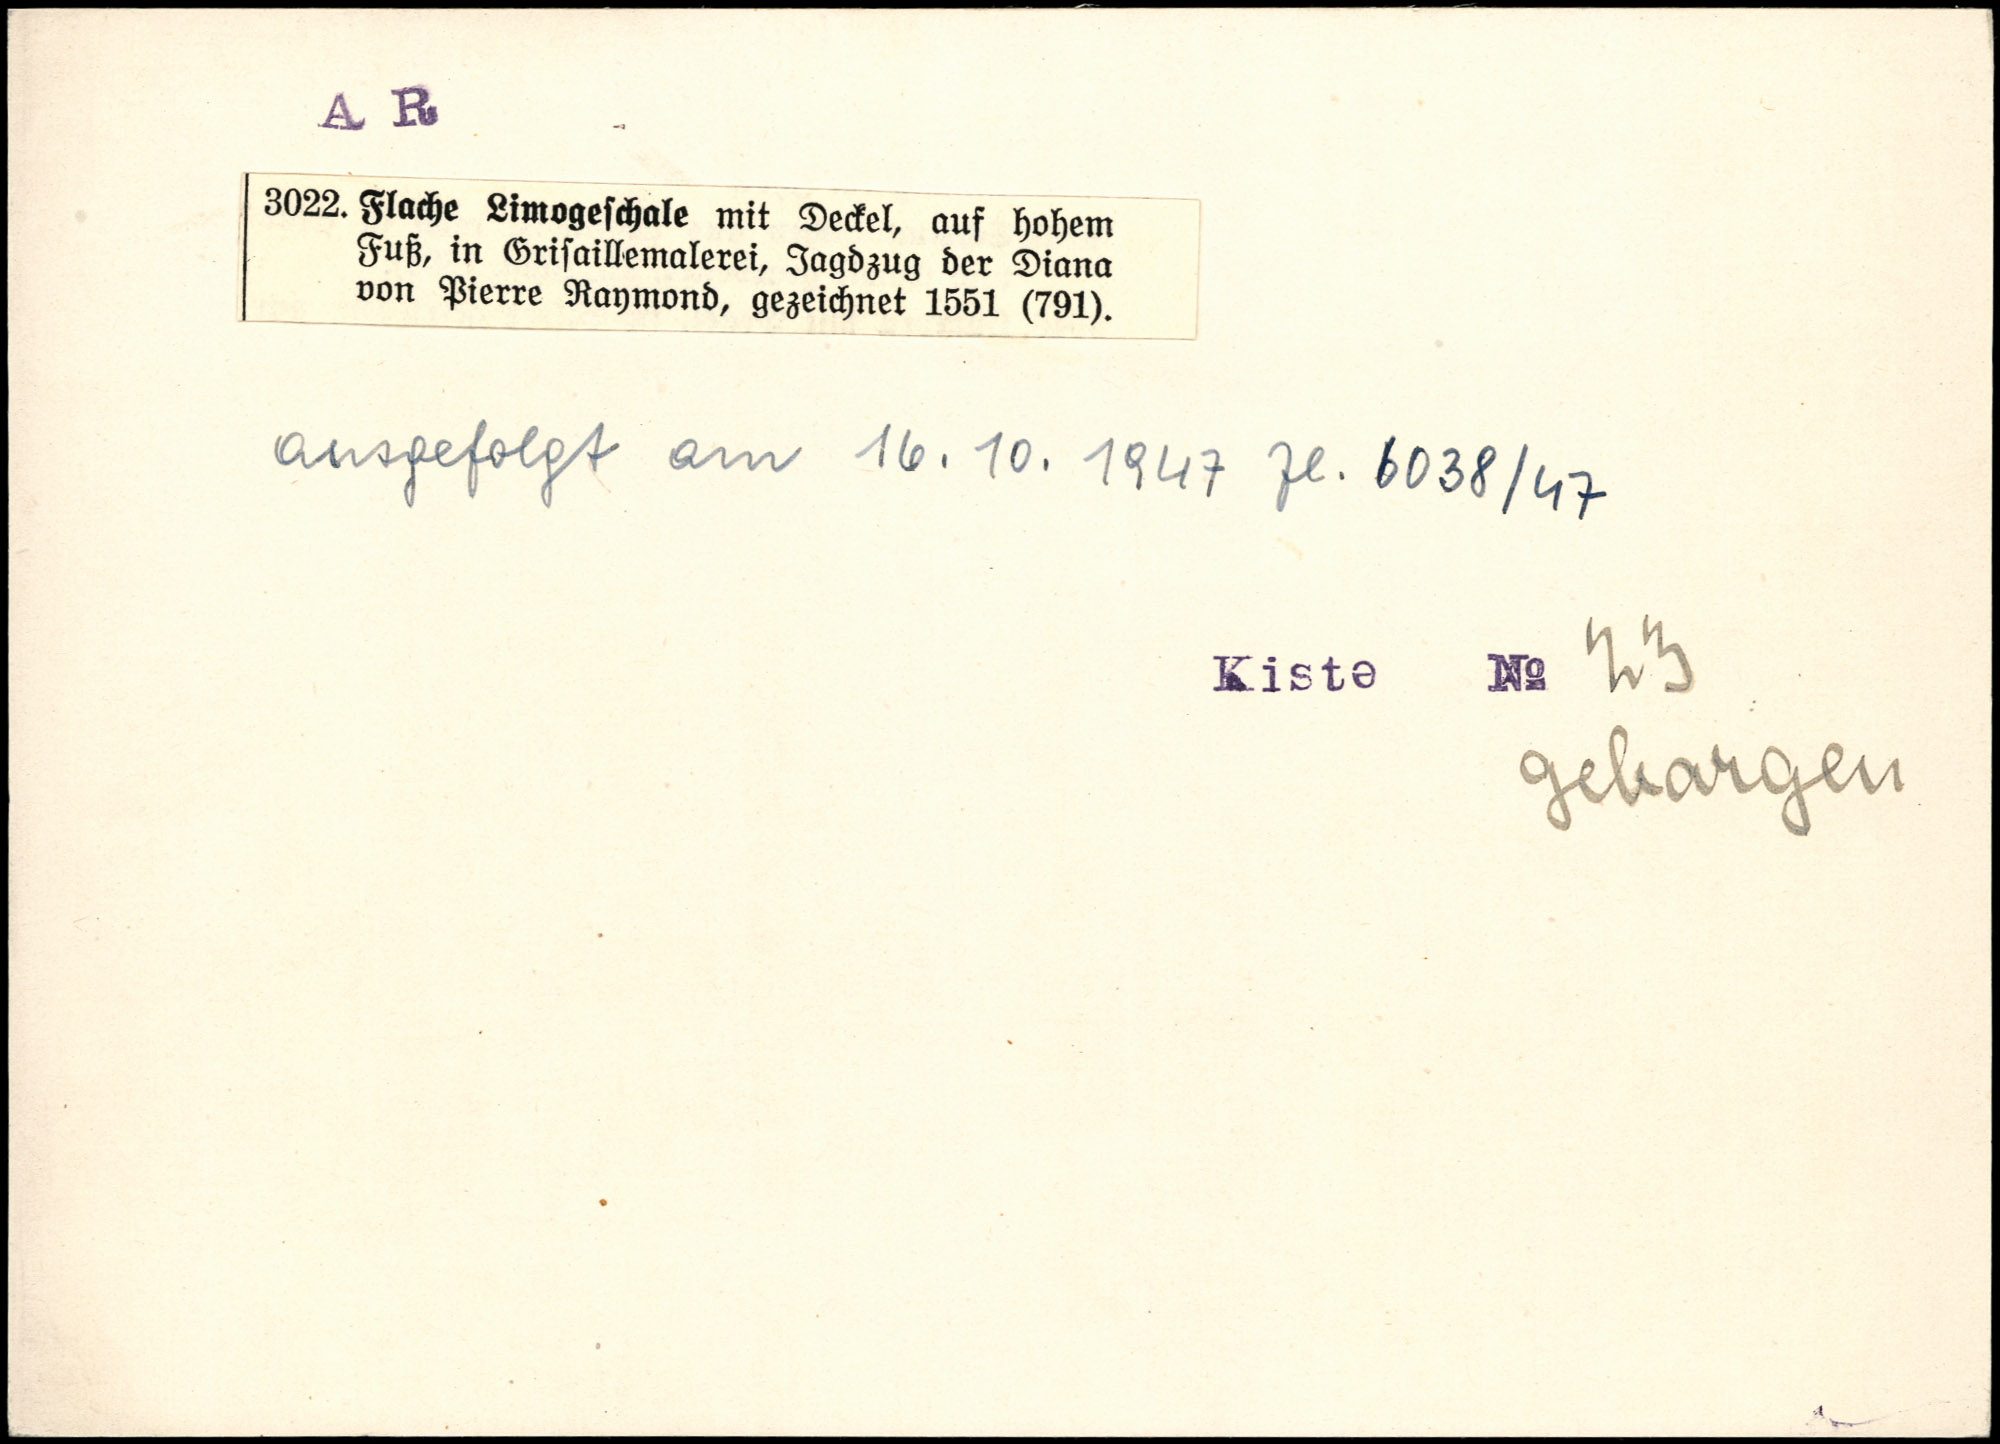 A R
3022. Flache Limogeschale mit Deckel, auf hohem
Fuß, in Grisaillemalerei, Jagdzug der Diana
von Pierre Raymond, gezeichnet 1551 (791).
ausgefolgt am 16. 10. 1947 Zl. 6038/47
Kiste № 23
geborgen